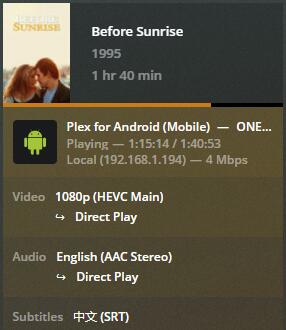 BEFORE
SUNRISE
Before Sunrise
1995
1 hr 40 min
Plex for Android (Mobile) — ONE...
Playing — 1:15:14 / 1:40:53
Local (192.168.1.194) — 4 Mbps
Video 1080p (HEVC Main)
↪ Direct Play
Audio English (AAC Stereo)
↪ Direct Play
Subtitles 中文 (SRT)